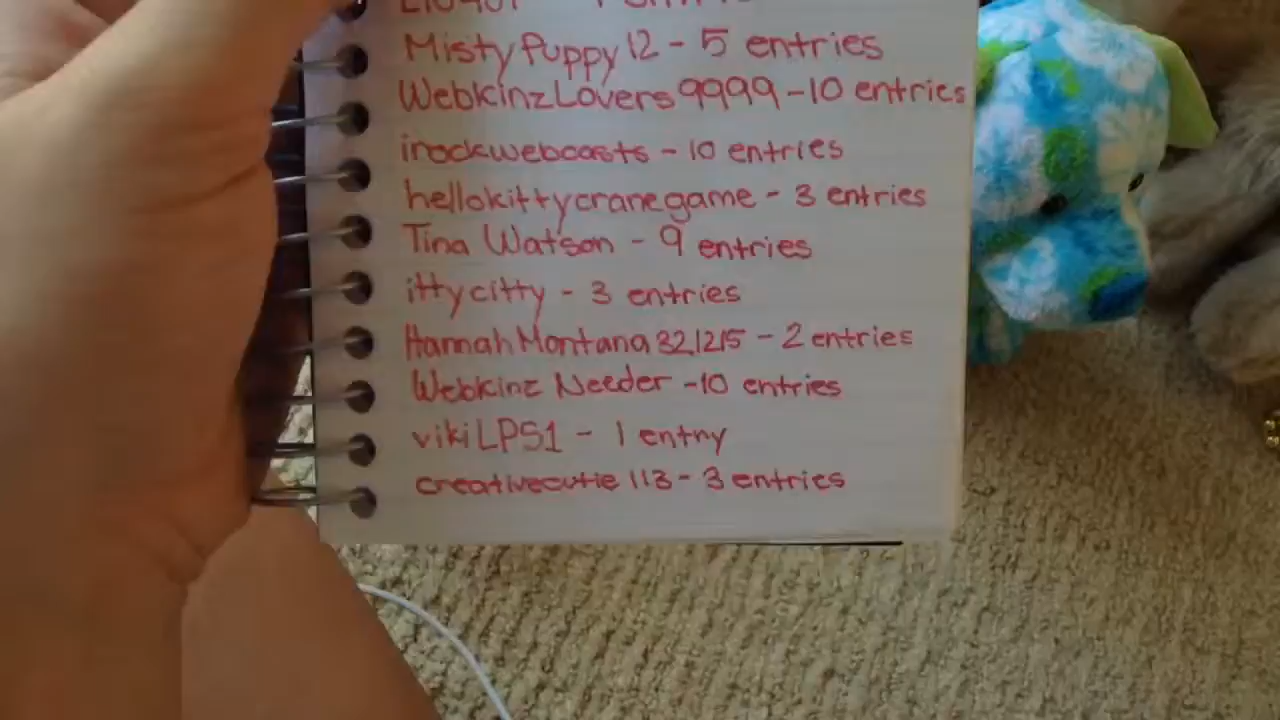 MistyPuppy12 - 5 entries
WebkinzLovers9999 - 10 entries
irockwebcasts - 10 entries
hellokittycranegame - 3 entries
Tina Watson - 9 entries
ittycitty - 3 entries
HannahMontana321215 - 2 entries
Webkinz Needer - 10 entries
vikiLPS1 - 1 entry
creativecutie113 - 3 entries